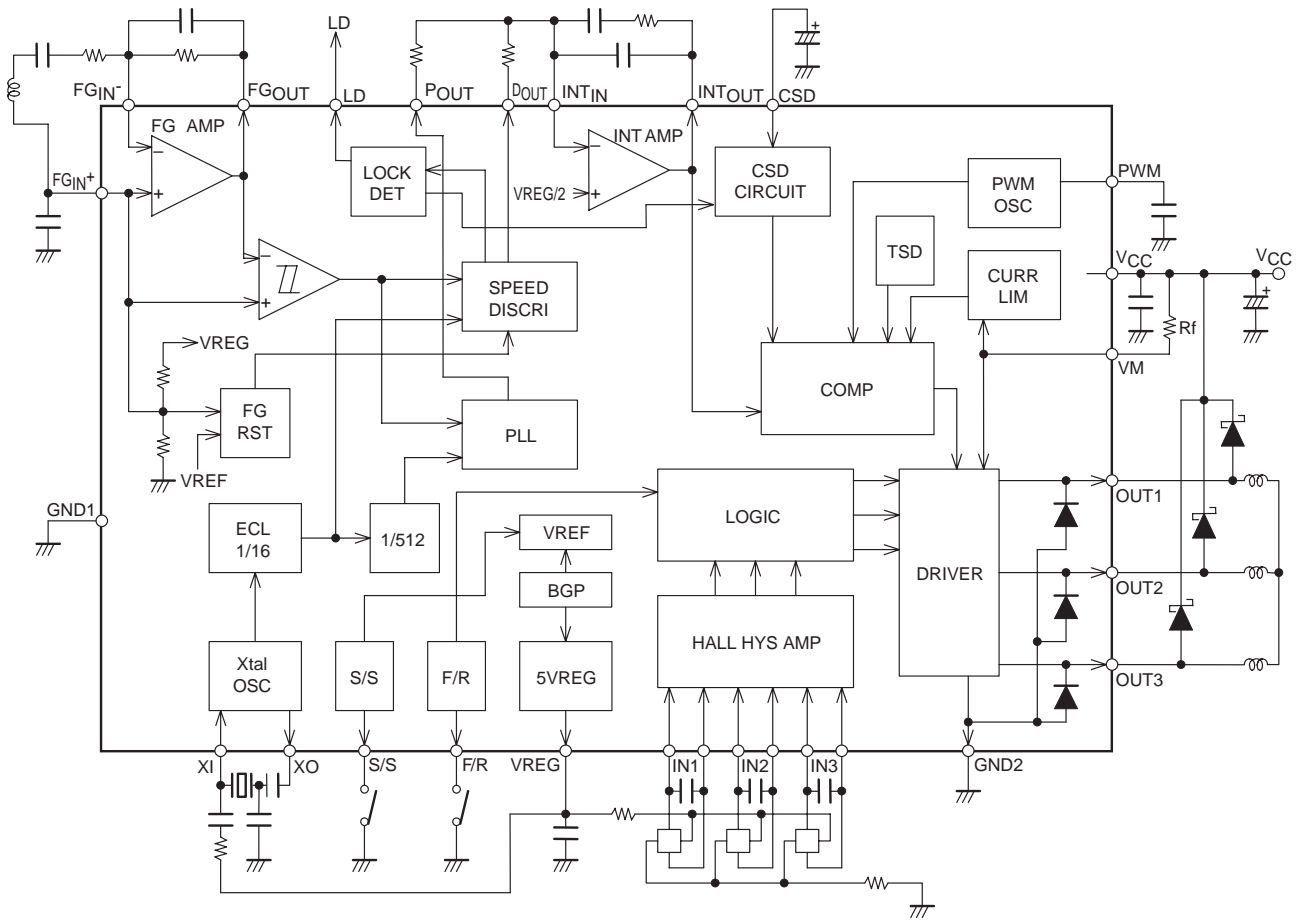 LD
FGIN-
FGOUT
LD
POUT
DOUT
INTIN
INTOUT
CSD
FG AMP
INT AMP
LOCK
DET
CSD
CIRCUIT
PWM
OSC
PWM
FGIN+
VREG/2
TSD
CURR
LIM
VCC
VCC
SPEED
DISCRI
Rf
VM
VREG
COMP
FG
RST
PLL
VREF
GND1
ECL
1/16
1/512
VREF
LOGIC
OUT1
BGP
DRIVER
OUT2
HALL HYS AMP
Xtal
OSC
S/S
F/R
5VREG
OUT3
XI
XO
S/S
F/R
VREG
IN1
IN2
IN3
GND2